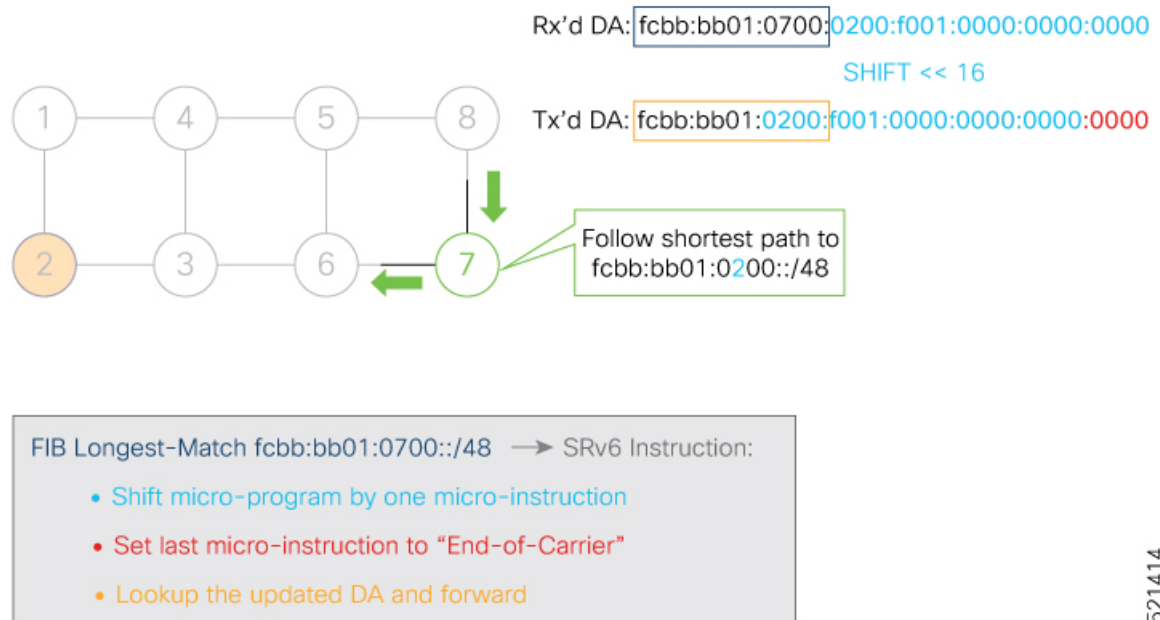 Rx'd DA: fcbb:bb01:0700:0200:f001:0000:0000:0000
SHIFT << 16
Tx'd DA: fcbb:bb01:0200:f001:0000:0000:0000:0000
1
4
5
8
2
3
6
7
Follow shortest path to
fcbb:bb01:0200::/48
FIB Longest-Match fcbb:bb01:0700::/48 → SRv6 Instruction:
• Shift micro-program by one micro-instruction
• Set last micro-instruction to “End-of-Carrier”
• Lookup the updated DA and forward
521414